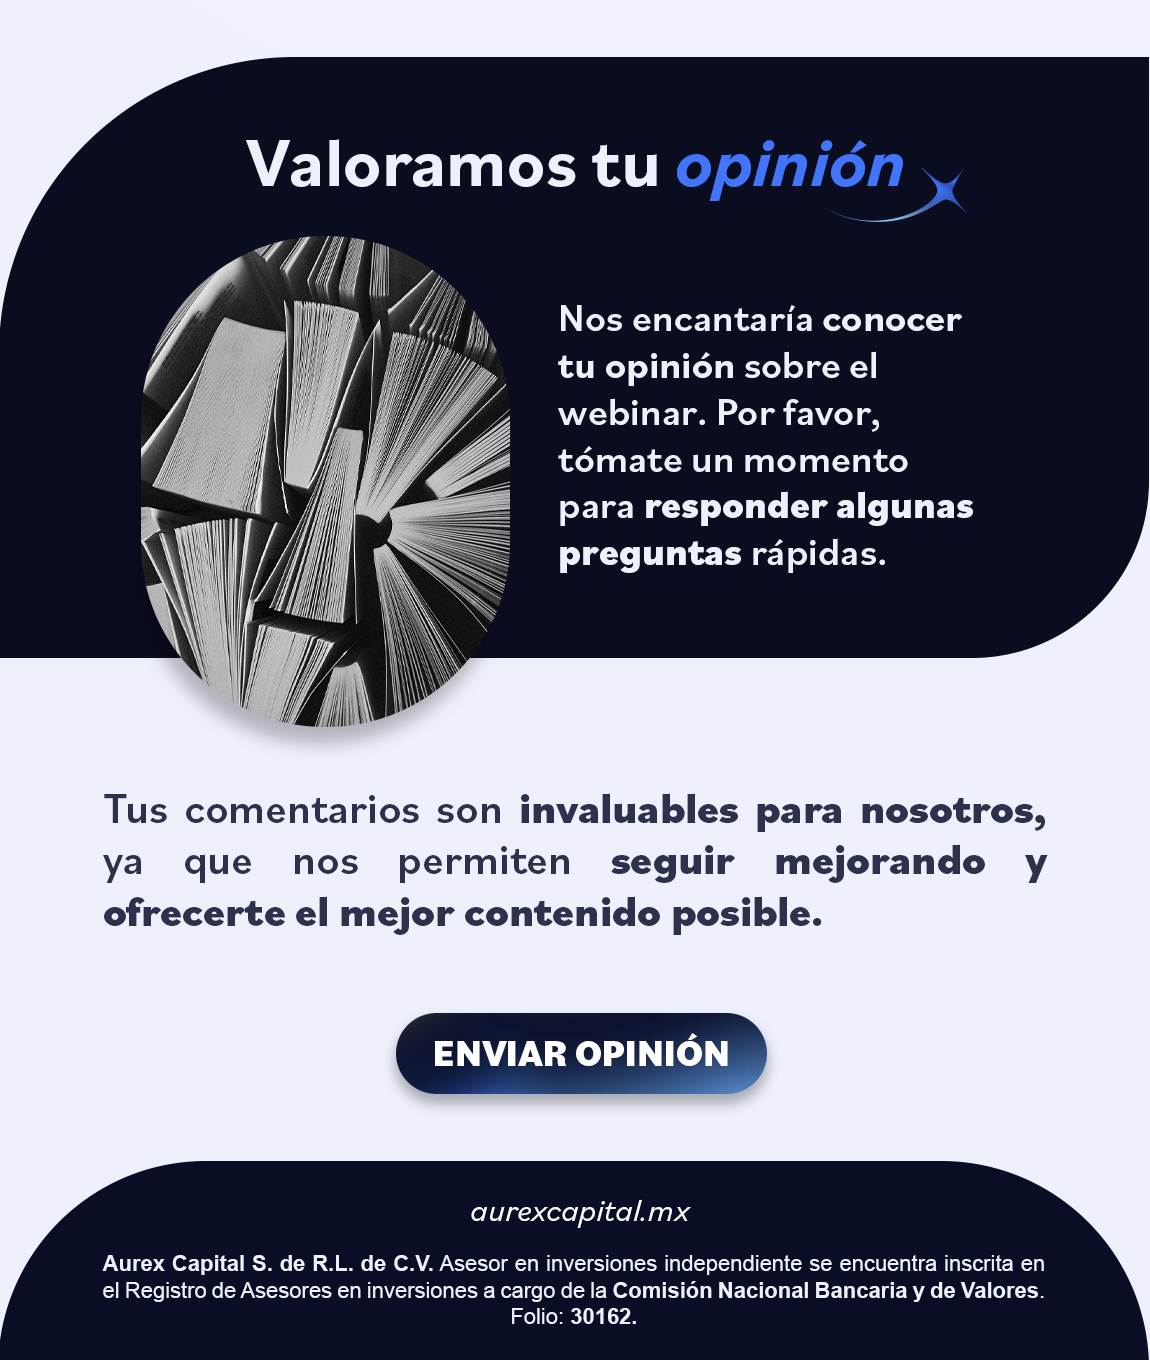 Valoramos tu opinión
Nos encantaría conocer
tu opinión sobre el
webinar. Por favor,
tómate un momento
para responder algunas
preguntas rápidas.
Tus comentarios son invaluables para nosotros,
ya que nos permiten seguir mejorando y
ofrecerte el mejor contenido posible.
ENVIAR OPINIÓN
aurexcapital.mx
Aurex Capital S. de R.L. de C.V. Asesor en inversiones independiente se encuentra inscrita en
el Registro de Asesores en inversiones a cargo de la Comisión Nacional Bancaria y de Valores.
Folio: 30162.